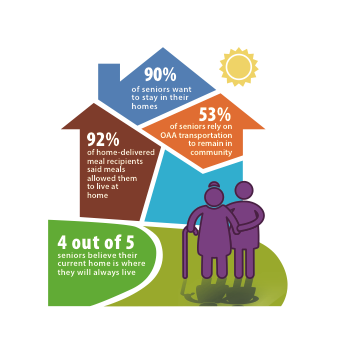 90%
of seniors want
to stay in their
homes
53%
of seniors rely on
OAA transportation
to remain in
community
92%
of home-delivered
meal recipients
said meals
allowed them
to live at
home
4 out of 5
seniors believe their
current home is where
they will always live